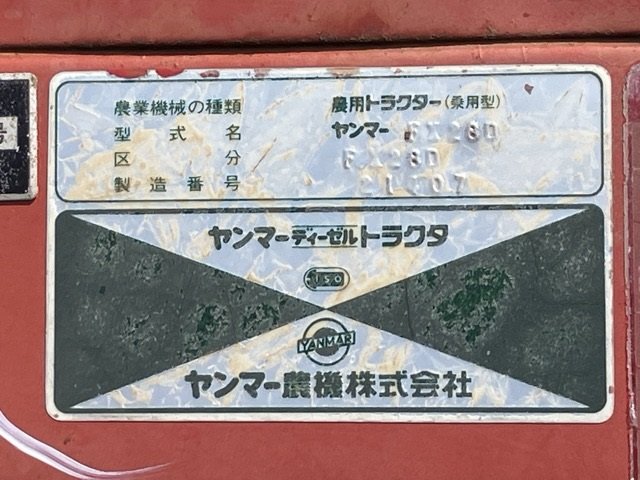 号
農業機械の種類 農用トラクター(乗用型)
型式名 ヤンマー FX28D
区分 FX28D
製造番号
ヤンマーディーゼルトラクタ
ISO
YANMAR
ヤンマー農機株式会社